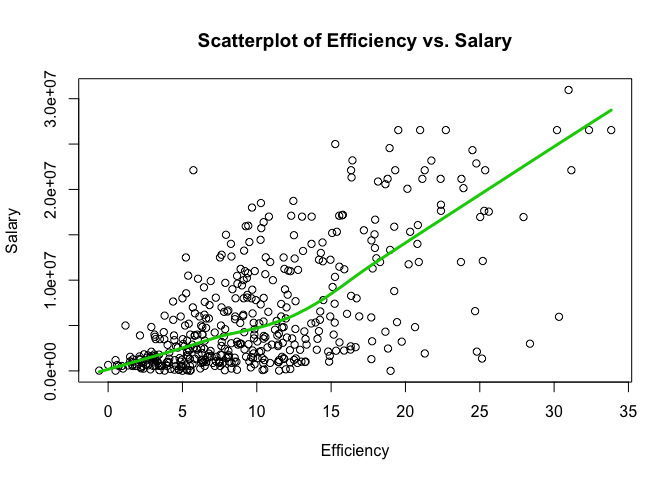 Scatterplot of Efficiency vs. Salary
Salary
3.0e+07
2.0e+07
1.0e+07
0.0e+00
0 5 10 15 20 25 30 35
Efficiency